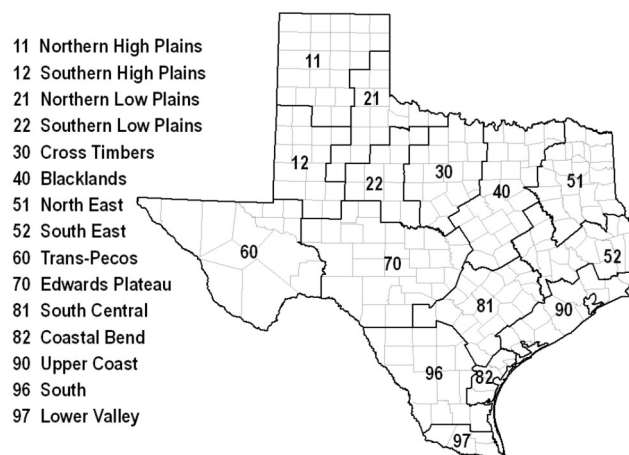 11 Northern High Plains
12 Southern High Plains
21 Northern Low Plains
22 Southern Low Plains
30 Cross Timbers
40 Blacklands
51 North East
52 South East
60 Trans-Pecos
70 Edwards Plateau
81 South Central
82 Coastal Bend
90 Upper Coast
96 South
97 Lower Valley
11
21
12
22
30
40
51
60
70
52
81
90
96
82
97